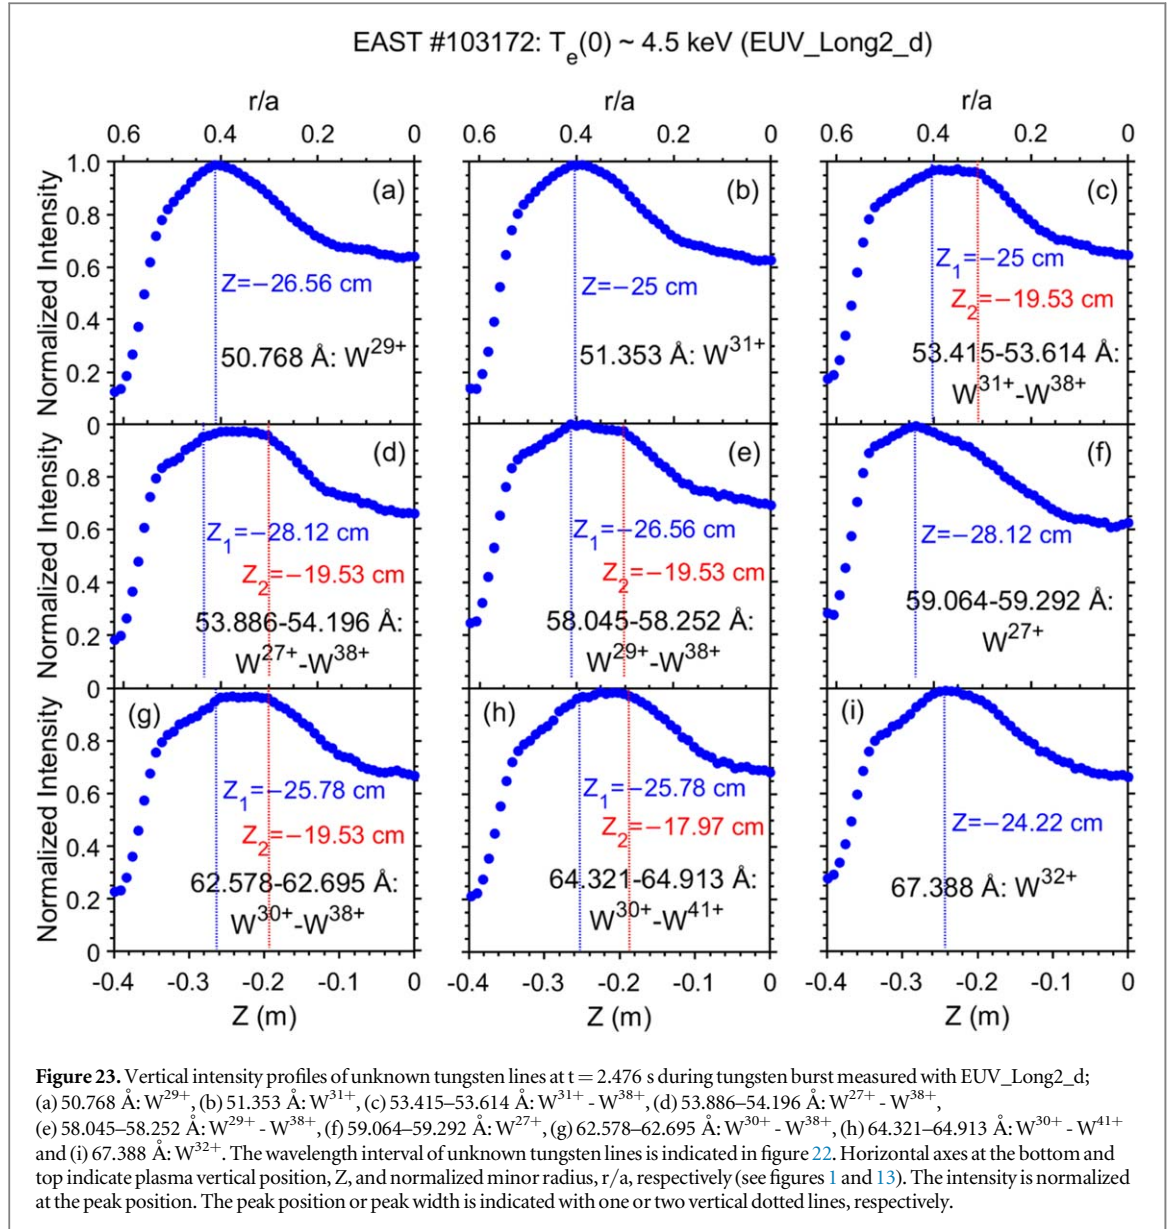 EAST #103172: Te(0) ~ 4.5 keV (EUV_Long2_d)
r/a r/a r/a
0.6 0.4 0.2 0 0.6 0.4 0.2 0 0.6 0.4 0.2 0
Normalized Intensity
1.0
0.8
0.6
0.4
0.2
0
(a)
Z=−26.56 cm
50.768 Å: W29+
(b)
Z=−25 cm
51.353 Å: W31+
(c)
Z1=−25 cm
Z2=−19.53 cm
53.415-53.614 Å:
W31+-W38+
Normalized Intensity
0.8
0.6
0.4
0.2
0
(d)
Z1=−28.12 cm
Z2=−19.53 cm
53.886-54.196 Å:
W27+-W38+
(e)
Z1=−26.56 cm
Z2=−19.53 cm
58.045-58.252 Å:
W29+-W38+
(f)
Z=−28.12 cm
59.064-59.292 Å:
W27+
Normalized Intensity
0.8
0.6
0.4
0.2
0
(g)
Z1=−25.78 cm
Z2=−19.53 cm
62.578-62.695 Å:
W30+-W38+
(h)
Z1=−25.78 cm
Z2=−17.97 cm
64.321-64.913 Å:
W30+-W41+
(i)
Z=−24.22 cm
67.388 Å: W32+
-0.4 -0.3 -0.2 -0.1 0 -0.4 -0.3 -0.2 -0.1 0 -0.4 -0.3 -0.2 -0.1 0
Z (m) Z (m) Z (m)
Figure 23. Vertical intensity profiles of unknown tungsten lines at t = 2.476 s during tungsten burst measured with EUV_Long2_d;
(a) 50.768 Å: W29+, (b) 51.353 Å: W31+, (c) 53.415–53.614 Å: W31+ - W38+, (d) 53.886–54.196 Å: W27+ - W38+,
(e) 58.045–58.252 Å: W29+ - W38+, (f) 59.064–59.292 Å: W27+, (g) 62.578–62.695 Å: W30+ - W38+, (h) 64.321–64.913 Å: W30+ - W41+
and (i) 67.388 Å: W32+. The wavelength interval of unknown tungsten lines is indicated in figure 22. Horizontal axes at the bottom and
top indicate plasma vertical position, Z, and normalized minor radius, r/a, respectively (see figures 1 and 13). The intensity is normalized
at the peak position. The peak position or peak width is indicated with one or two vertical dotted lines, respectively.